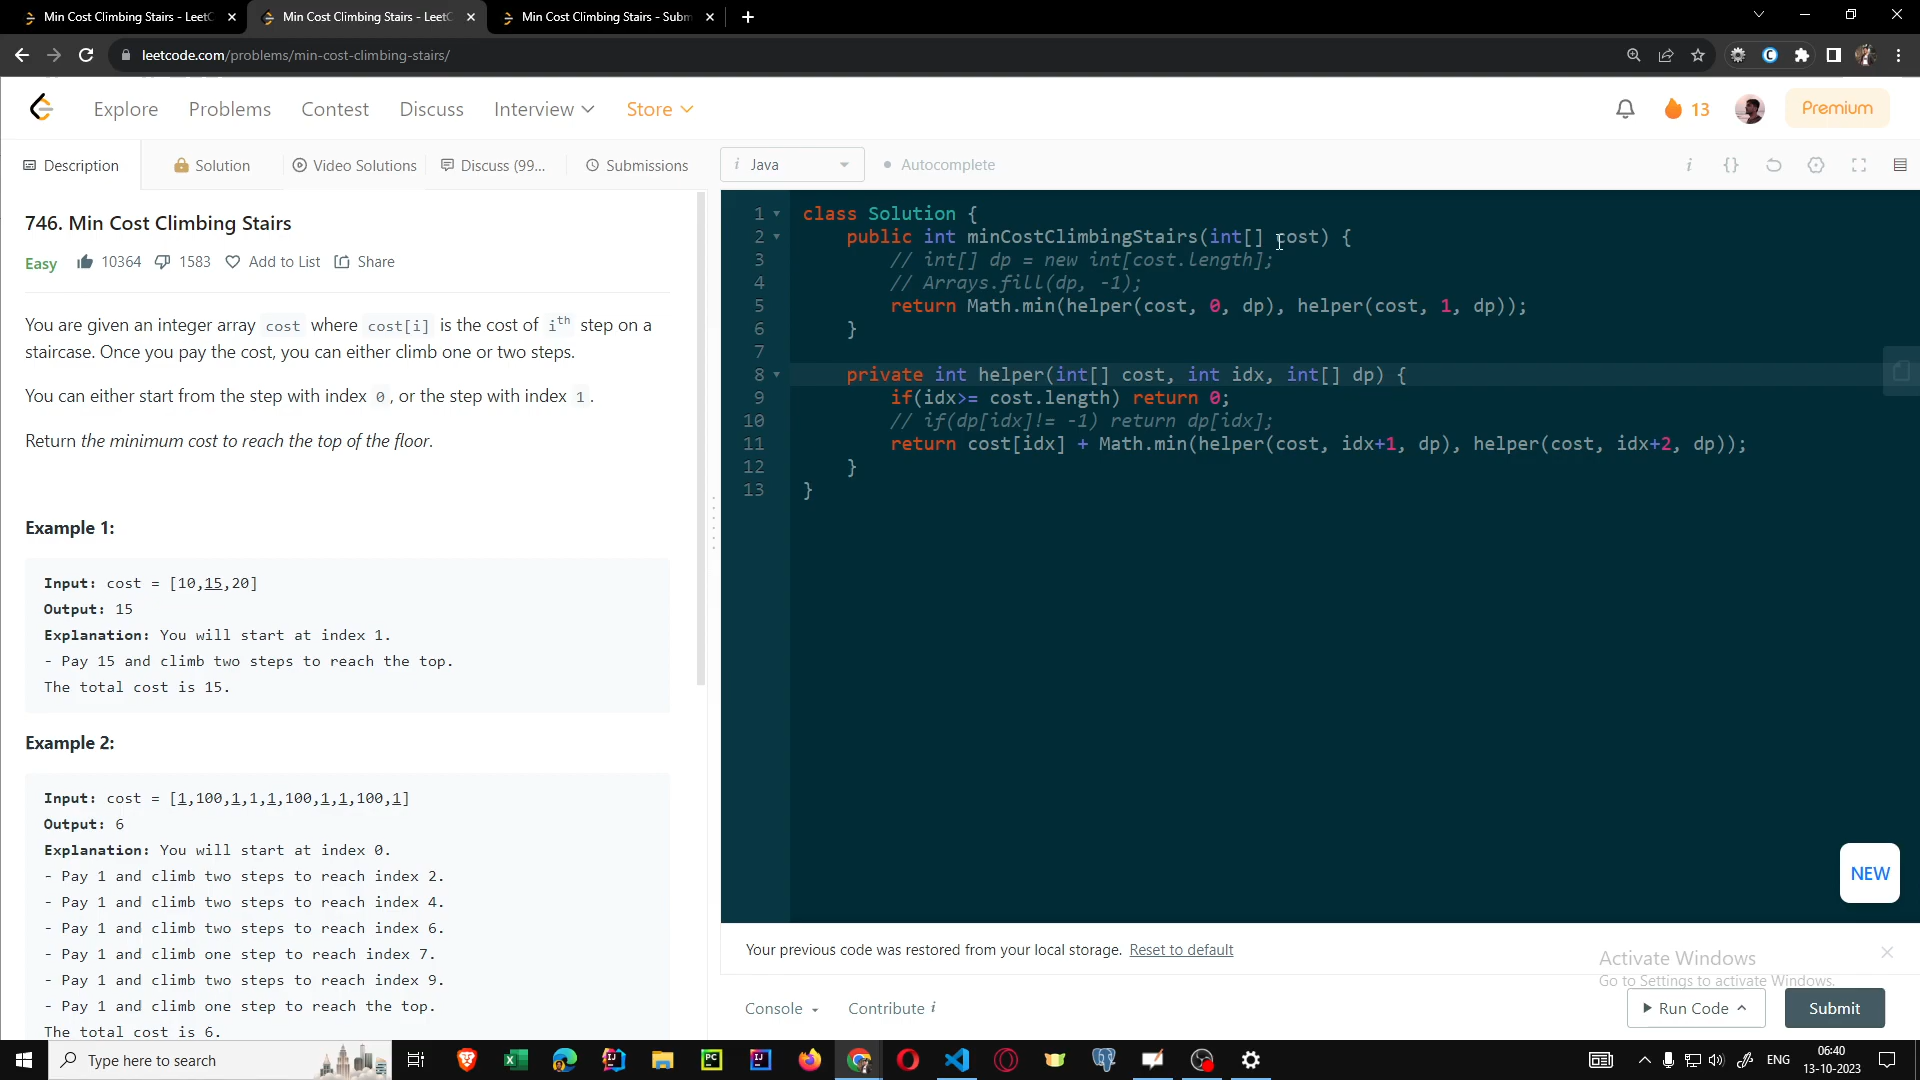 Min Cost Climbing Stairs - LeetC
Min Cost Climbing Stairs - LeetC
Min Cost Climbing Stairs - Subm
leetcode.com/problems/min-cost-climbing-stairs/
Explore
Problems
Contest
Discuss
Interview
Store
13
Premium
Description
Solution
Video Solutions
Discuss (99...
Submissions
i Java
Autocomplete
i
{}
746. Min Cost Climbing Stairs
Easy 10364 1583 Add to List Share
You are given an integer array cost where cost[i] is the cost of ith step on a
staircase. Once you pay the cost, you can either climb one or two steps.
You can either start from the step with index 0, or the step with index 1.
Return the minimum cost to reach the top of the floor.
Example 1:
Input: cost = [10,15,20]
Output: 15
Explanation: You will start at index 1.
- Pay 15 and climb two steps to reach the top.
The total cost is 15.
Example 2:
Input: cost = [1,100,1,1,1,100,1,1,100,1]
Output: 6
Explanation: You will start at index 0.
- Pay 1 and climb two steps to reach index 2.
- Pay 1 and climb two steps to reach index 4.
- Pay 1 and climb two steps to reach index 6.
- Pay 1 and climb one step to reach index 7.
- Pay 1 and climb two steps to reach index 9.
- Pay 1 and climb one step to reach the top.
The total cost is 6.
1 class Solution {
2 public int minCostClimbingStairs(int[] cost) {
3 // int[] dp = new int[cost.length];
4 // Arrays.fill(dp, -1);
5 return Math.min(helper(cost, 0, dp), helper(cost, 1, dp));
6 }
7
8 private int helper(int[] cost, int idx, int[] dp) {
9 if(idx>= cost.length) return 0;
10 // if(dp[idx]!= -1) return dp[idx];
11 return cost[idx] + Math.min(helper(cost, idx+1, dp), helper(cost, idx+2, dp));
12 }
13 }
NEW
Your previous code was restored from your local storage. Reset to default
Activate Windows
Go to Settings to activate Windows.
Console
Contribute i
Run Code
Submit
Type here to search
PC
IJ
ENG
06:40
13-10-2023